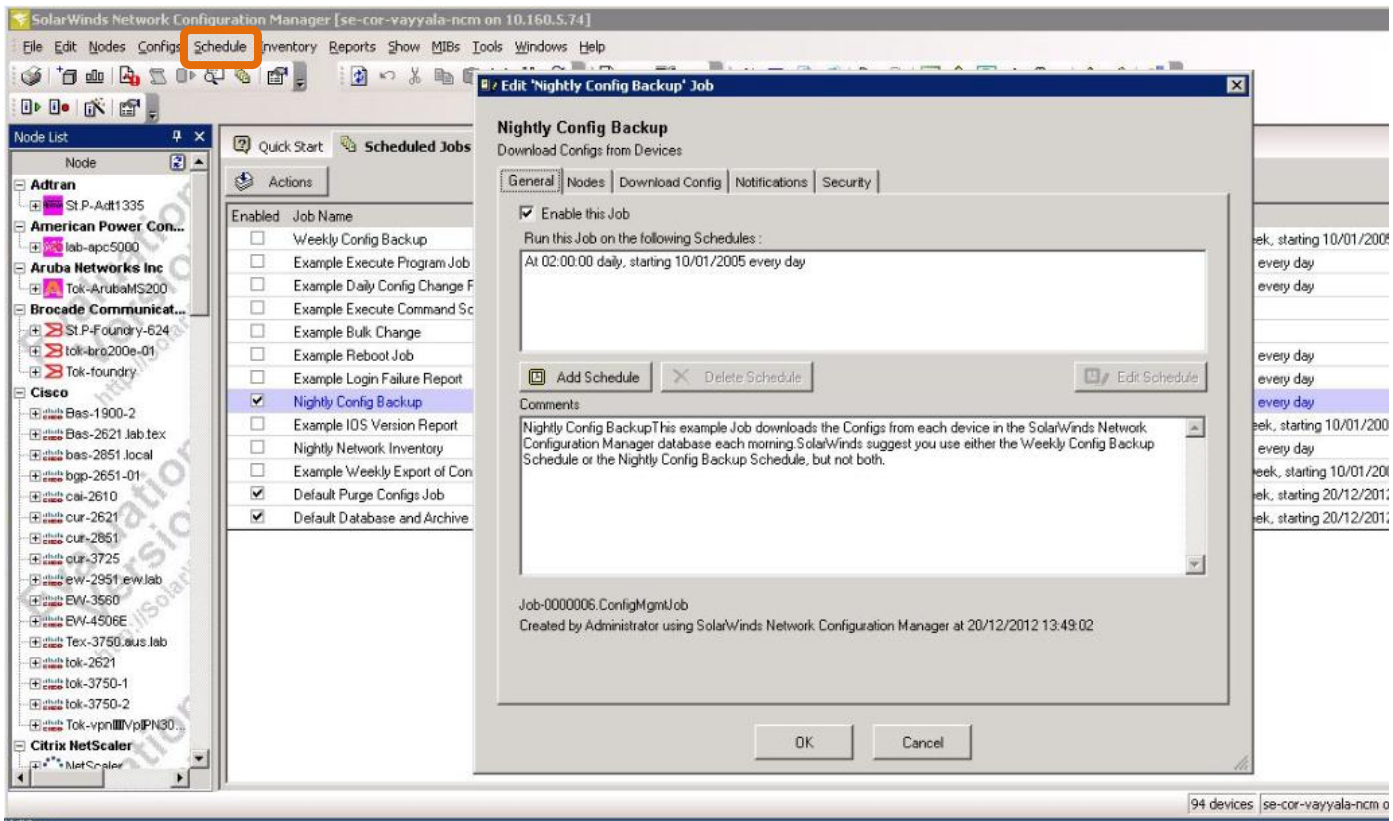 SolarWinds Network Configuration Manager [se-cor-vayyala-ncm on 10.160.5.74]
File Edit Nodes Configs Schedule Inventory Reports Show MIBs Tools Windows Help
Node List
Node
Adtran
St.P-Adt1335
American Power Con...
lab-apc5000
Aruba Networks Inc
Tok-ArubaMS200
Brocade Communicat...
St.P-Foundry-624
tok-bro200e-01
Tok-foundry
Cisco
Bas-1900-2
Bas-2621.lab.tex
bas-2851.local
bgp-2651-01
cai-2610
cur-2621
cur-2851
cur-3725
ew-2951.ew.lab
EW-3560
EW-4506E
Tex-3750.aus.lab
tok-2621
tok-3750-1
tok-3750-2
Citrix NetScaler
NetScaler
Evaluation
Version
Evaluation
Version
Quick Start Scheduled Jobs
Actions
Enabled Job Name
Weekly Config Backup
Example Execute Program Job
Example Daily Config Change
Example Execute Command Sc
Example Bulk Change
Example Reboot Job
Example Login Failure Report
Nightly Config Backup
Example IOS Version Report
Nightly Network Inventory
Example Weekly Export of Con
Default Purge Configs Job
Default Database and Archive
Edit 'Nightly Config Backup' Job
Nightly Config Backup
Download Configs from Devices
General Nodes Download Config Notifications Security
Enable this Job
Run this Job on the following Schedules :
At 02:00:00 daily, starting 10/01/2005 every day
Add Schedule Delete Schedule Edit Schedule
Comments
Nightly Config BackupThis example Job downloads the Configs from each device in the SolarWinds Network
Configuration Manager database each morning.SolarWinds suggest you use either the Weekly Config Backup
Schedule or the Nightly Config Backup Schedule, but not both.
Job-0000006.ConfigMgmtJob
Created by Administrator using SolarWinds Network Configuration Manager at 20/12/2012 13:49:02
OK Cancel
ek, starting 10/01/2005
every day
every day
every day
every day
every day
eek, starting 10/01/200
every day
week, starting 10/01/200
ek, starting 20/12/2012
ek, starting 20/12/2012
94 devices se-cor-vayyala-ncm o